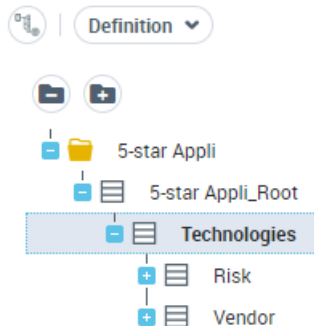 Definition
5-star Appli
5-star Appli_Root
Technologies
Risk
Vendor